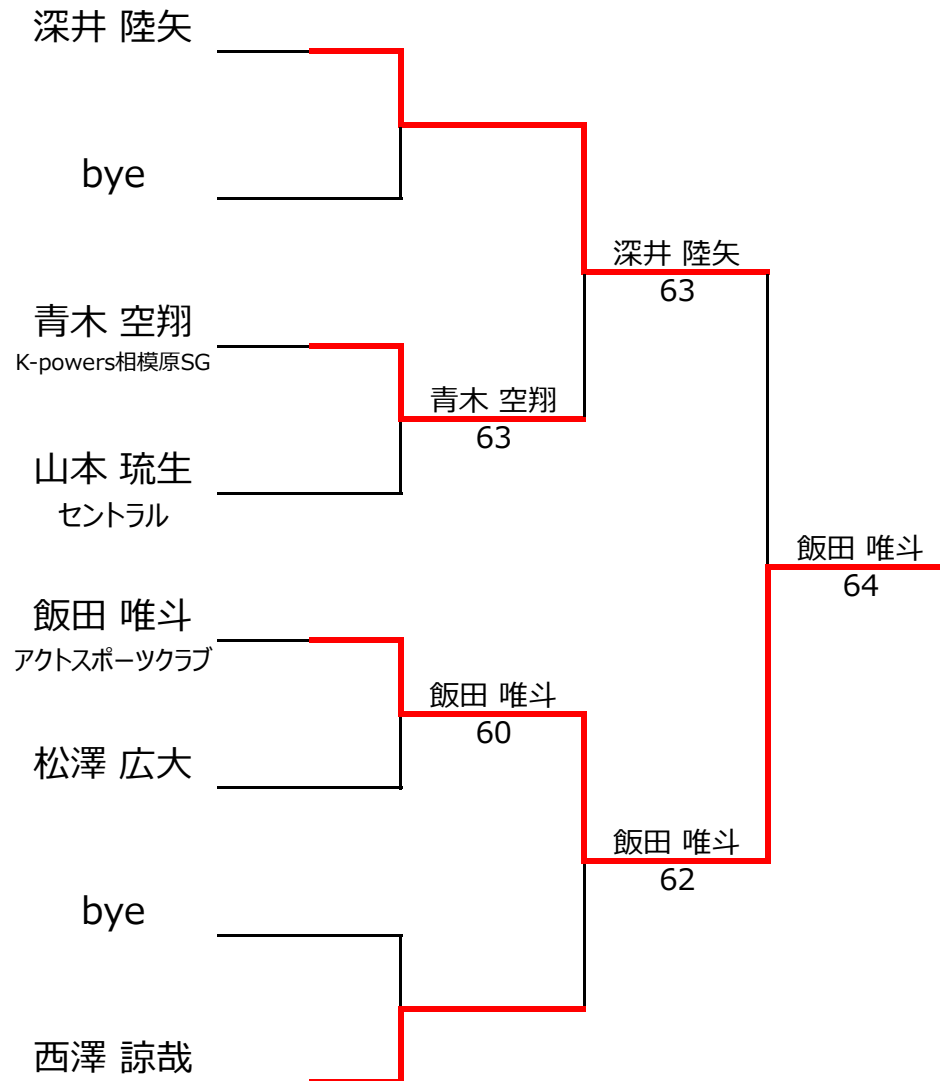 深井 陸矢
bye
深井 陸矢
63
青木 空翔
K-powers相模原SG
青木 空翔
63
山本 琉生
セントラル
飯田 唯斗
64
飯田 唯斗
アクトスポーツクラブ
飯田 唯斗
60
松澤 広大
飯田 唯斗
62
bye
西澤 諒哉